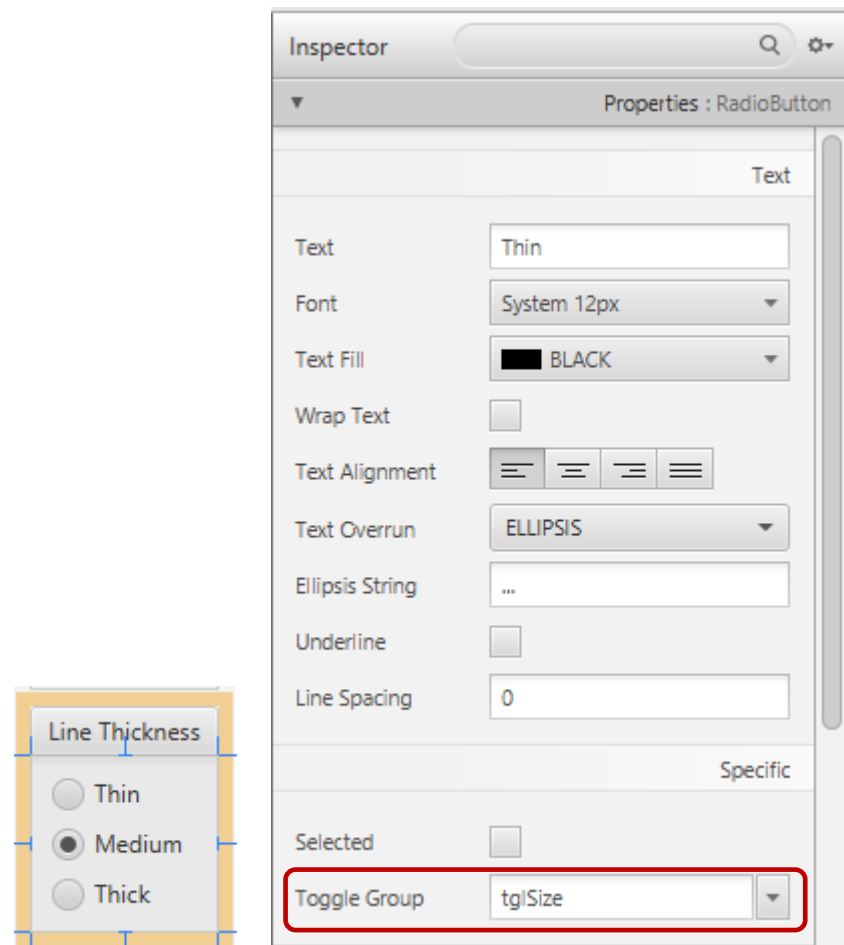 Inspector
Properties : RadioButton
Text
Text Thin
Font System 12px
Text Fill BLACK
Wrap Text
Text Alignment
Text Overrun ELLIPSIS
Ellipsis String ...
Underline
Line Spacing 0
Specific
Selected
Toggle Group tglSize
Line Thickness
Thin
Medium
Thick